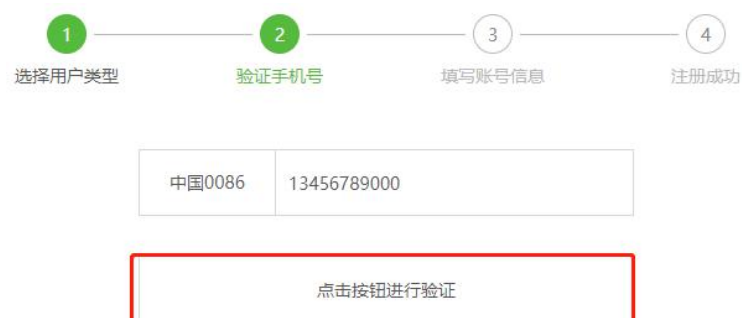 1 2 3 4
选择用户类型 验证手机号 填写账号信息 注册成功
中国0086 13456789000
点击按钮进行验证